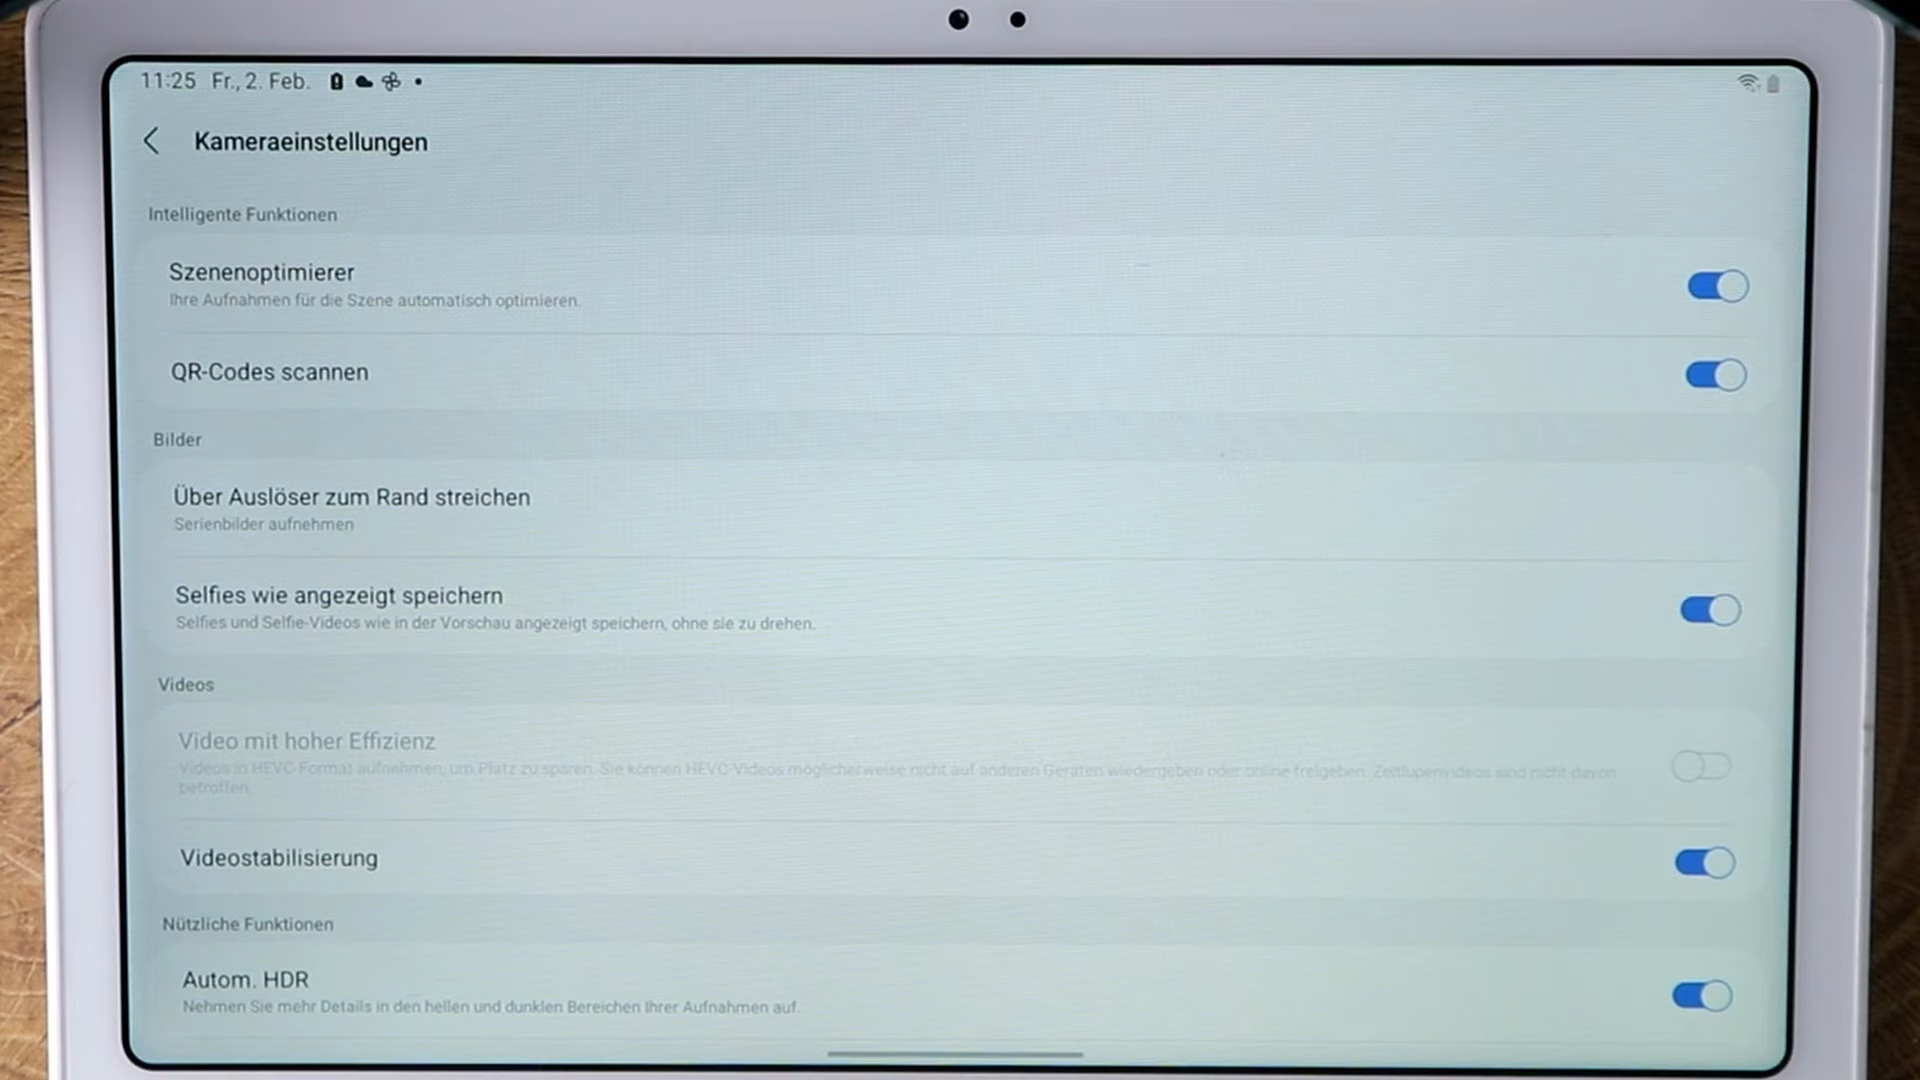 11:25 Fr., 2. Feb.
Kameraeinstellungen
Intelligente Funktionen
Szenenoptimierer
Ihre Aufnahmen für die Szene automatisch optimieren.
QR-Codes scannen
Bilder
Über Auslöser zum Rand streichen
Serienbilder aufnehmen
Selfies wie angezeigt speichern
Selfies und Selfie-Videos wie in der Vorschau angezeigt speichern, ohne sie zu drehen.
Videos
Video mit hoher Effizienz
Videos in HEVC-Format aufnehmen, um Platz zu sparen. Sie können HEVC-Videos möglicherweise nicht auf anderen Geräten wiedergeben oder online freigeben. Zeitlupenvideos sind nicht davon
betroffen.
Videostabilisierung
Nützliche Funktionen
Autom. HDR
Nehmen Sie mehr Details in den hellen und dunklen Bereichen Ihrer Aufnahmen auf.